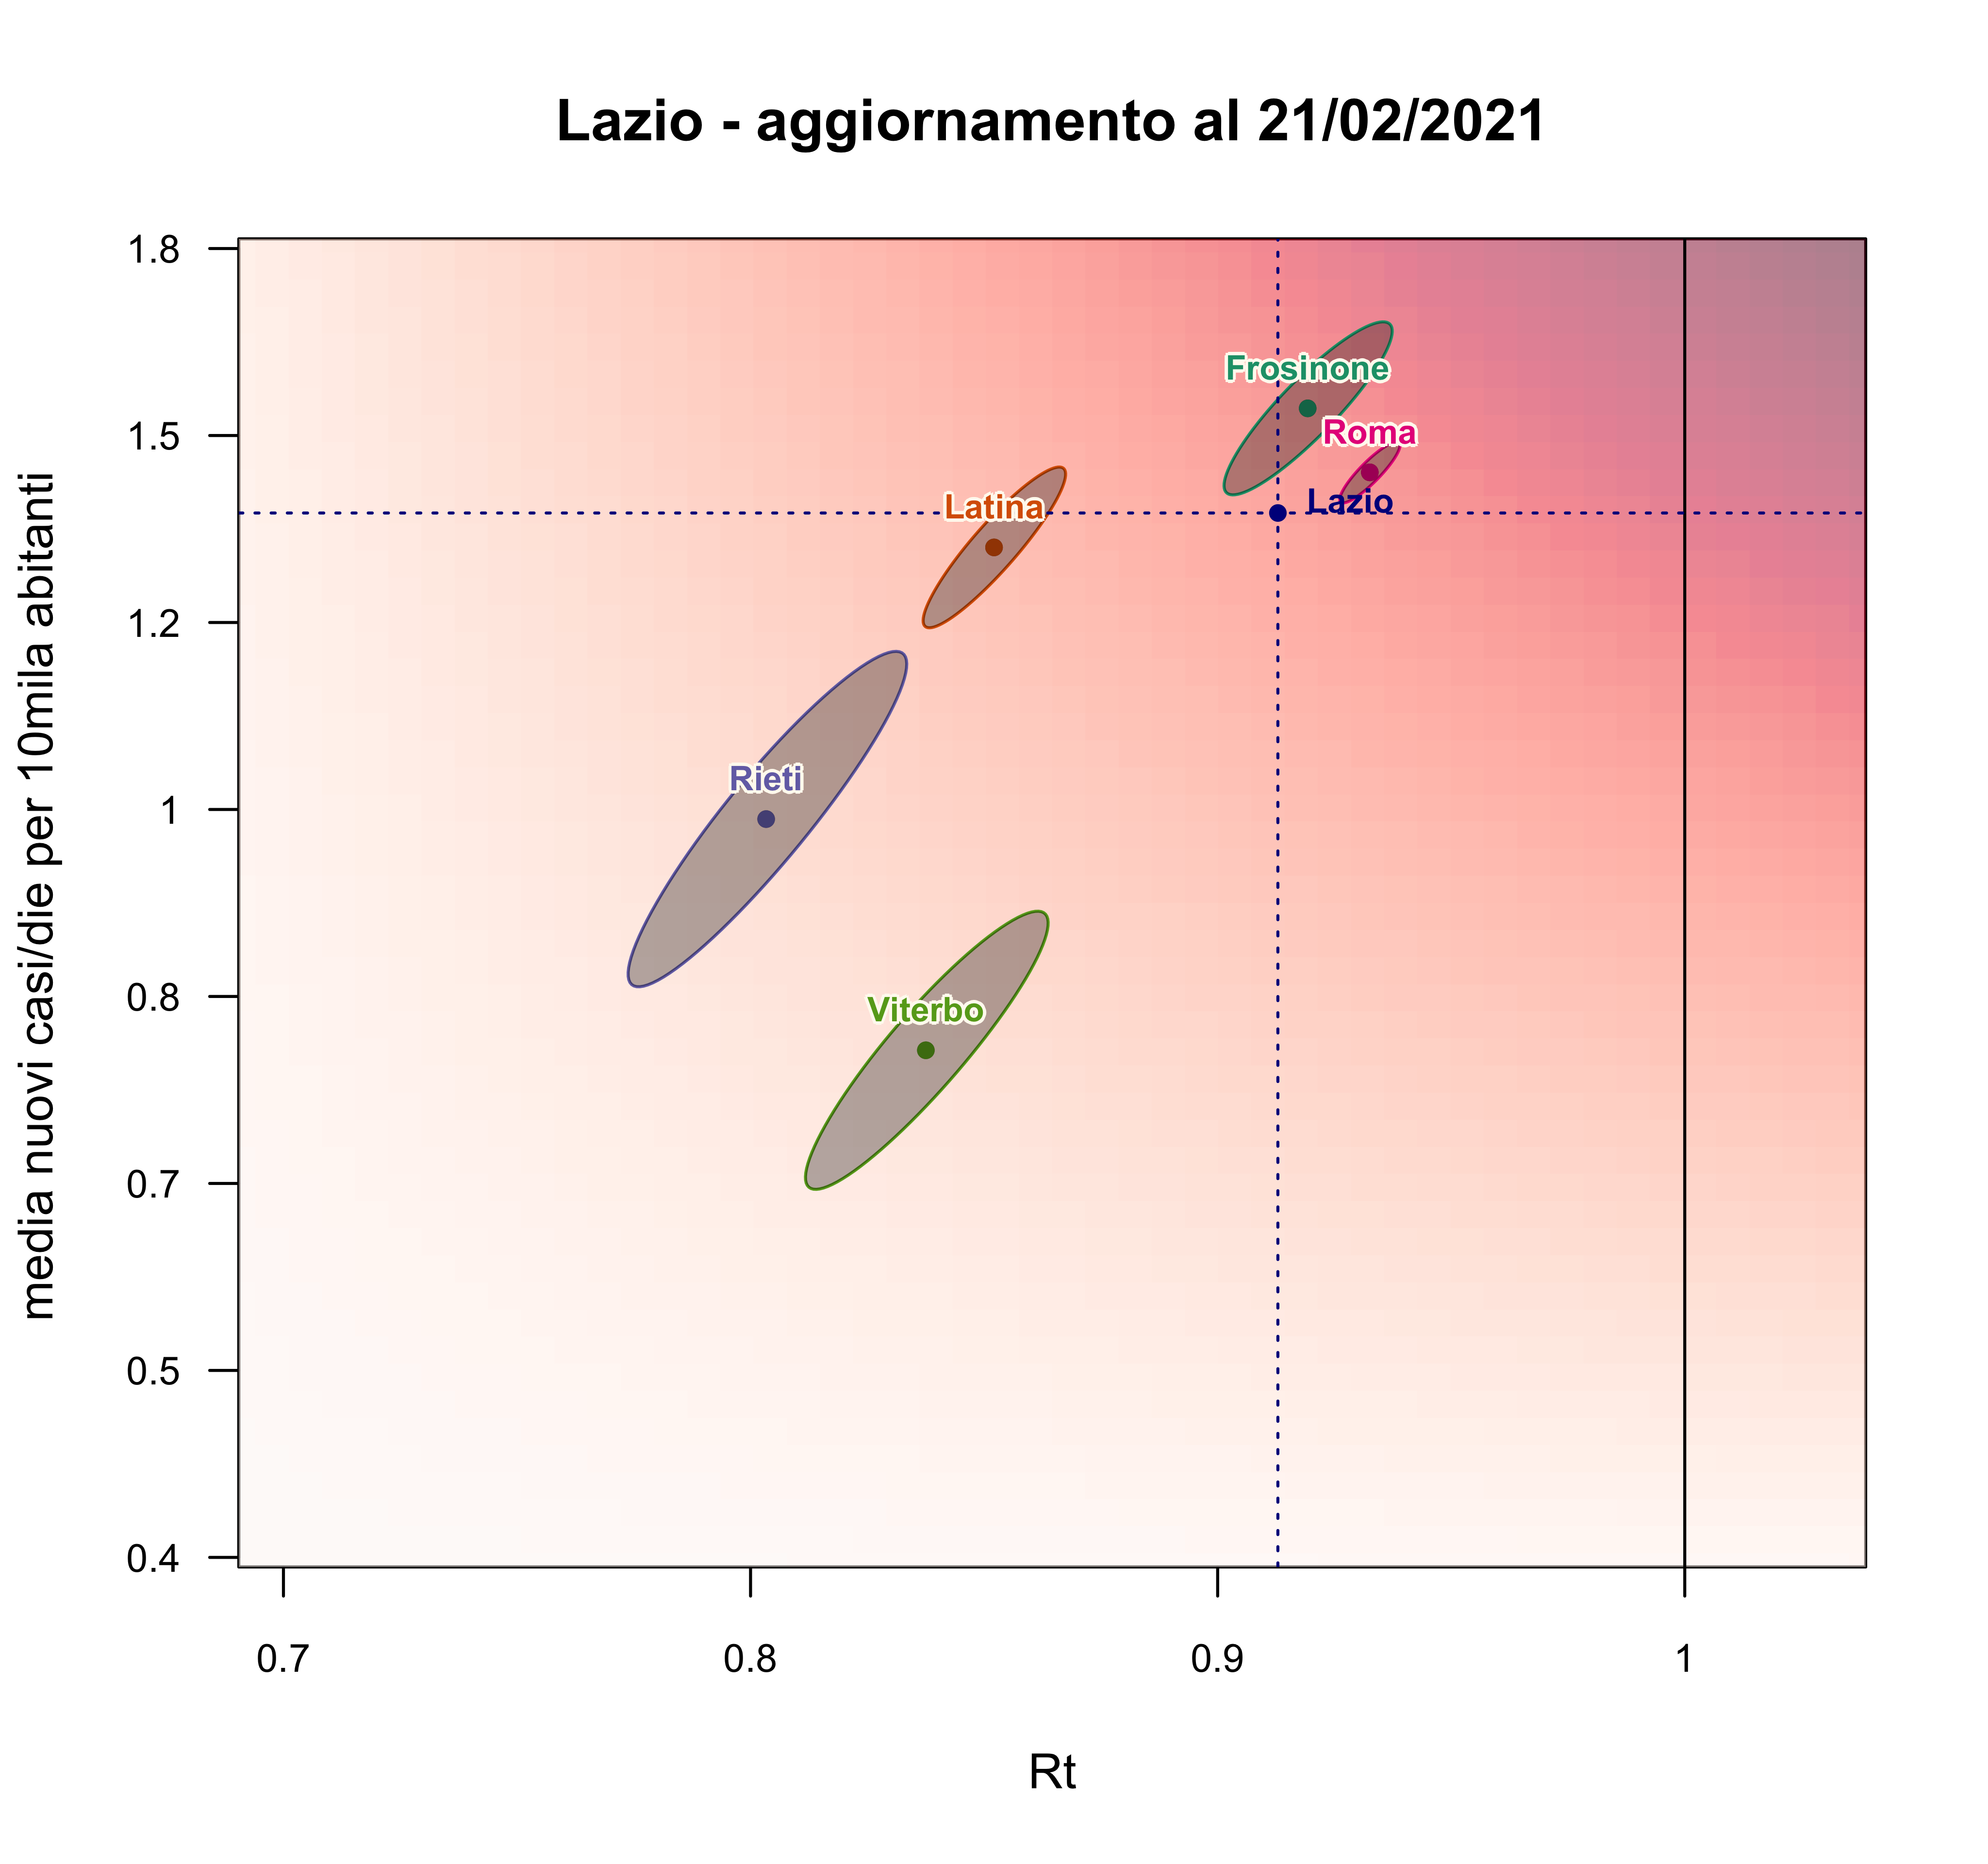 Lazio - aggiornamento al 21/02/2021
media nuovi casi/die per 10mila abitanti
1.8
1.5
1.2
1
0.8
0.7
0.5
0.4
Frosinone
Roma
Lazio
Latina
Rieti
Viterbo
0.7
0.8
0.9
1
Rt